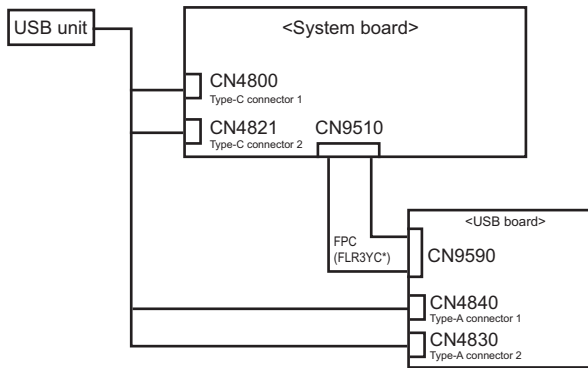 USB unit
<System board>
CN4800
Type-C connector 1
CN4821
Type-C connector 2
CN9510
<USB board>
FPC
(FLR3YC*)
CN9590
CN4840
Type-A connector 1
CN4830
Type-A connector 2